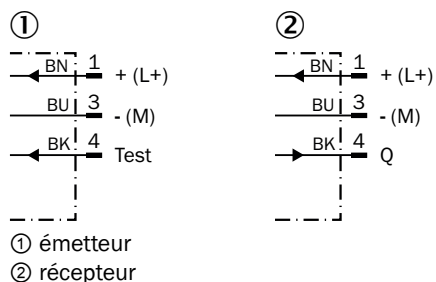 ① ②
BN 1 + (L+) BN 1 + (L+)
BU 3 - (M) BU 3 - (M)
BK 4 Test BK 4 Q
① émetteur
② récepteur